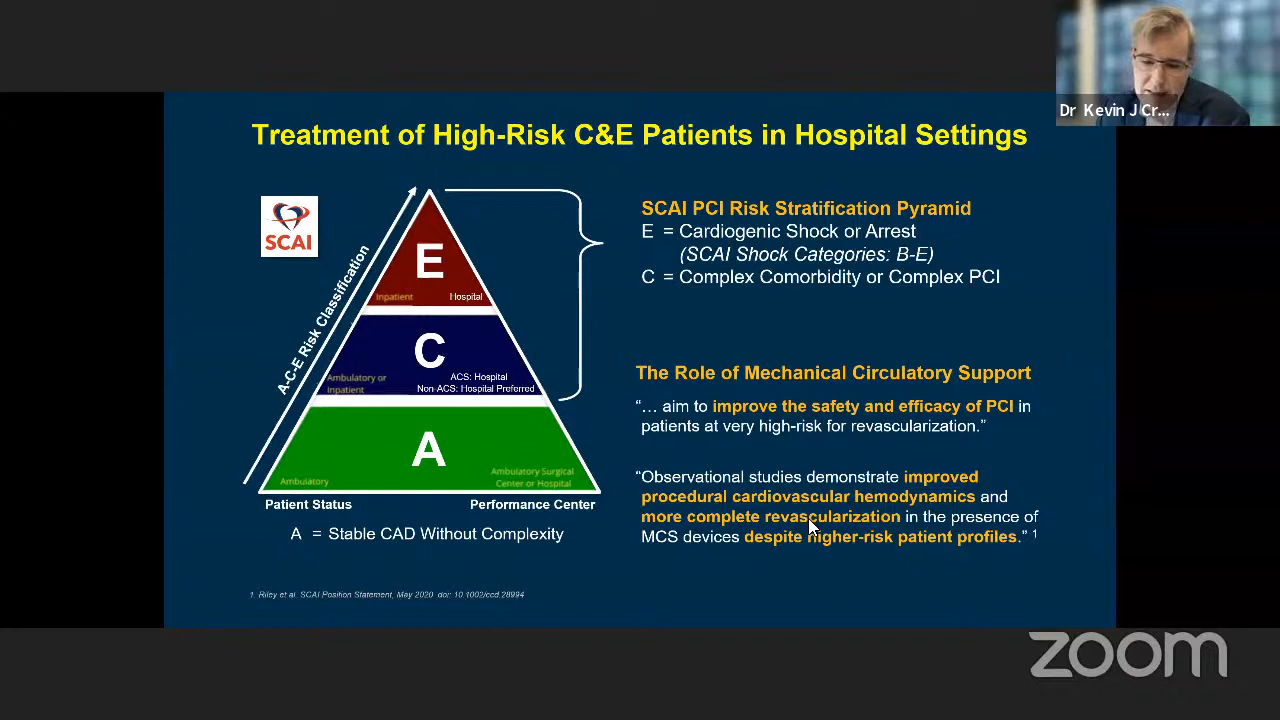 Dr Kevin J Cr...
Treatment of High-Risk C&E Patients in Hospital Settings
SCAI
A-C-E Risk Classification
E
Inpatient
Hospital
C
Ambulatory or
Inpatient
ACS: Hospital
Non-ACS: Hospital Preferred
A
Ambulatory
Ambulatory Surgical
Center or Hospital
Patient Status
Performance Center
A = Stable CAD Without Complexity
SCAI PCI Risk Stratification Pyramid
E = Cardiogenic Shock or Arrest
(SCAI Shock Categories: B-E)
C = Complex Comorbidity or Complex PCI
The Role of Mechanical Circulatory Support
“… aim to improve the safety and efficacy of PCI in
patients at very high-risk for revascularization.”
“Observational studies demonstrate improved
procedural cardiovascular hemodynamics and
more complete revascularization in the presence of
MCS devices despite higher-risk patient profiles.” 1
1. Riley et al. SCAI Position Statement, May 2020 doi: 10.1002/ccd.28994
zoom